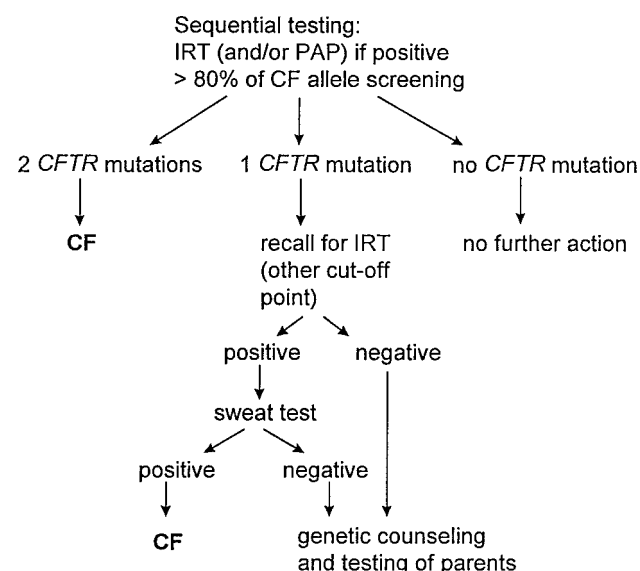 Sequential testing:
IRT (and/or PAP) if positive
> 80% of CF allele screening
2 CFTR mutations
1 CFTR mutation
no CFTR mutation
CF
recall for IRT
(other cut-off
point)
no further action
positive
negative
sweat test
positive
negative
CF
genetic counseling
and testing of parents